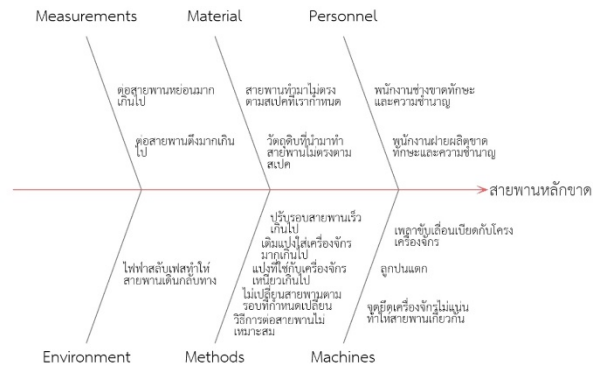 Measurements
Material
Personnel
ต่อสายพานหย่อนมาก
เกินไป
สายพานทำมาไม่ตรง
ตามสเปคที่เรากำหนด
พนักงานช่างขาดทักษะ
และความชำนาญ
ต่อสายพานตึงมากเกิน
ไป
วัตถุดิบที่นำมาทำ
สายพานไม่ตรงตาม
สเปค
พนักงานฝ่ายผลิตขาด
ทักษะและความชำนาญ
สายพานหลักขาด
ไฟฟ้าสลับเฟสทำให้
สายพานเดินกลับทาง
ปรับรอบสายพานเร็ว
เกินไป
เติมแป้งใส่เครื่องจักร
มากเกินไป
แป้งที่ใช้กับเครื่องจักร
เหนียวเกินไป
ไม่เปลี่ยนสายพานตาม
รอบที่กำหนดเปลี่ยน
วิธีการต่อสายพานไม่
เหมาะสม
เพลาขับเลื่อนเบียดกับโครง
เครื่องจักร
ลูกปืนแตก
จุดยึดเครื่องจักรไม่แน่น
ทำให้สายพานเกี่ยวกัน
Environment
Methods
Machines